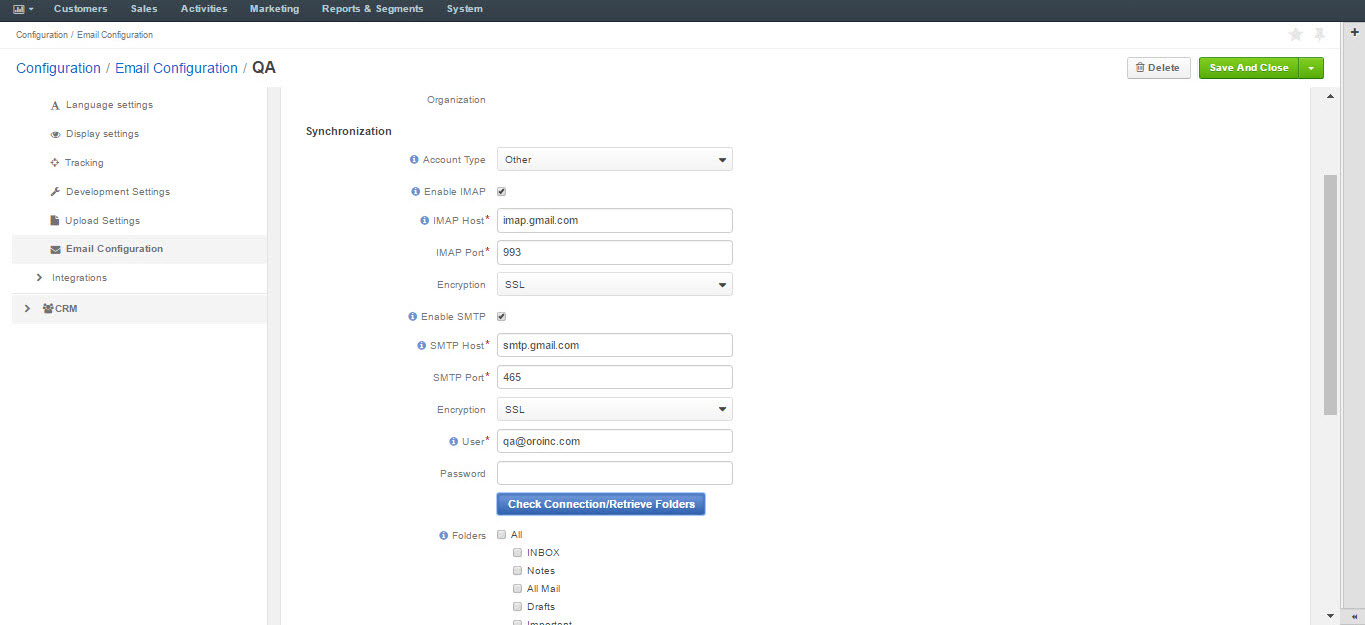 Customers Sales Activities Marketing Reports & Segments System
Configuration / Email Configuration
Configuration / Email Configuration / QA
Delete
Save And Close
Language settings
Display settings
Tracking
Development Settings
Upload Settings
Email Configuration
Integrations
CRM
Organization
Synchronization
Account Type Other
Enable IMAP
IMAP Host* imap.gmail.com
IMAP Port* 993
Encryption SSL
Enable SMTP
SMTP Host* smtp.gmail.com
SMTP Port* 465
Encryption SSL
User* qa@oroinc.com
Password
Check Connection/Retrieve Folders
Folders All
INBOX
Notes
All Mail
Drafts
Important